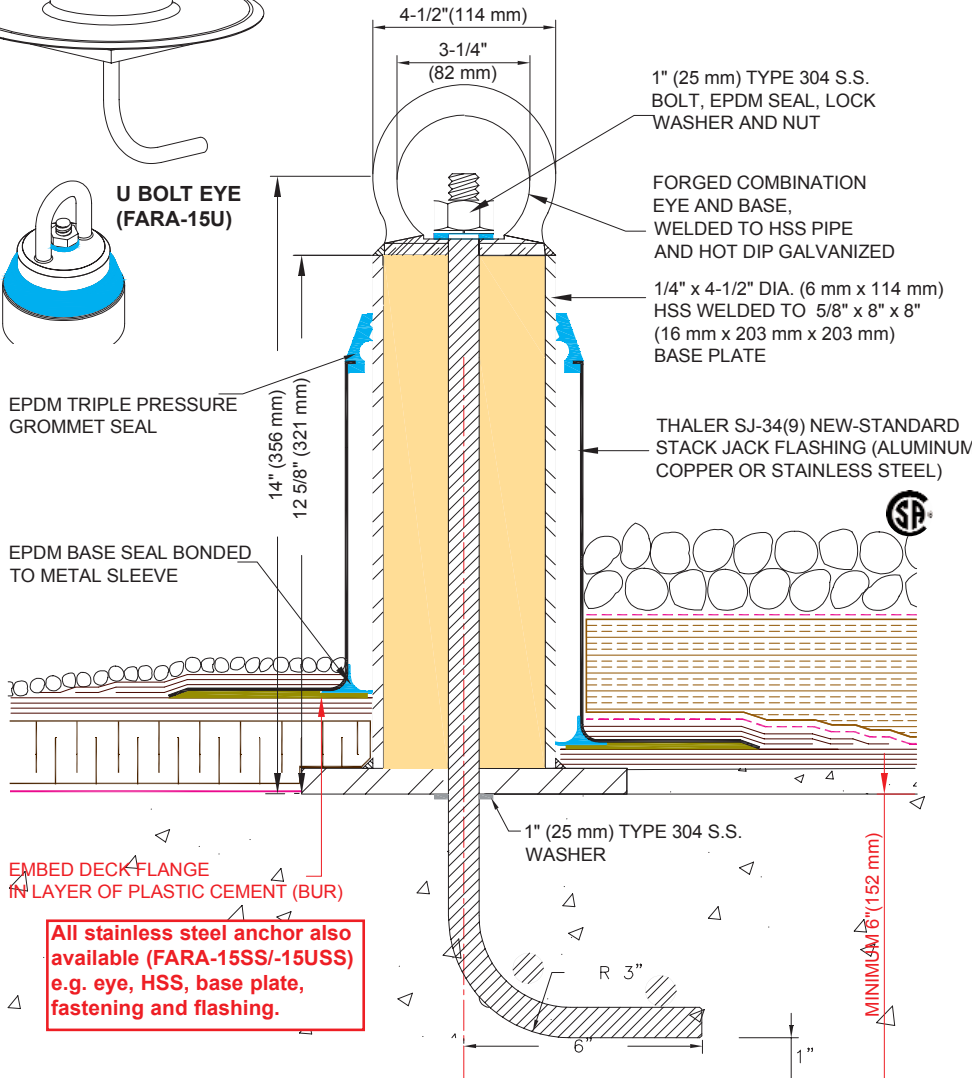 4-1/2"(114 mm)
3-1/4"
(82 mm)
1" (25 mm) TYPE 304 S.S.
BOLT, EPDM SEAL, LOCK
WASHER AND NUT
U BOLT EYE
(FARA-15U)
FORGED COMBINATION
EYE AND BASE,
WELDED TO HSS PIPE
AND HOT DIP GALVANIZED
1/4" x 4-1/2" DIA. (6 mm x 114 mm)
HSS WELDED TO 5/8" x 8" x 8"
(16 mm x 203 mm x 203 mm)
BASE PLATE
EPDM TRIPLE PRESSURE
GROMMET SEAL
14" (356 mm)
12 5/8" (321 mm)
THALER SJ-34(9) NEW-STANDARD
STACK JACK FLASHING (ALUMINUM
COPPER OR STAINLESS STEEL)
SA
EPDM BASE SEAL BONDED
TO METAL SLEEVE
1" (25 mm) TYPE 304 S.S.
WASHER
EMBED DECK FLANGE
IN LAYER OF PLASTIC CEMENT (BUR)
MINIMUM 6"(152 mm)
All stainless steel anchor also
available (FARA-15SS/-15USS)
e.g. eye, HSS, base plate,
fastening and flashing.
R 3"
6"
1"